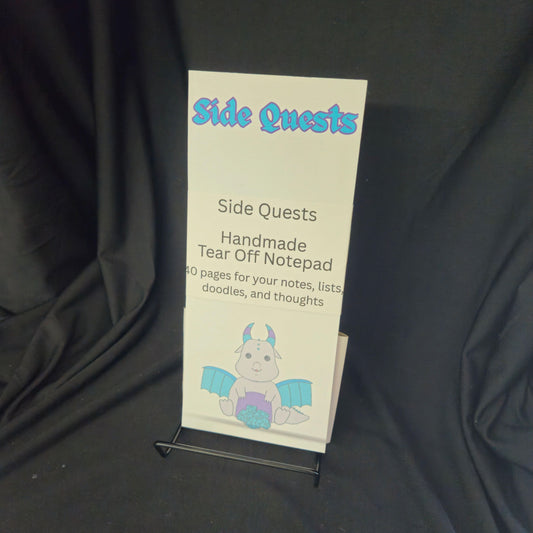 Side Quests
Side Quests
Handmade
Tear Off Notepad
40 pages for your notes, lists,
doodles, and thoughts